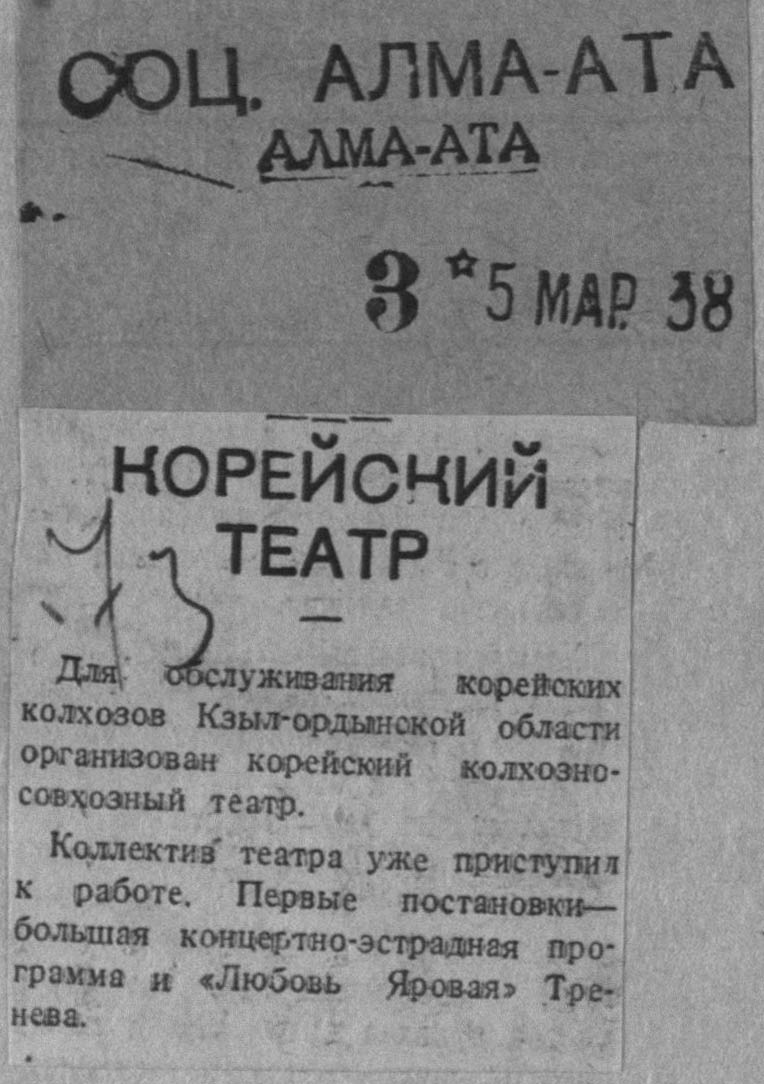 СОЦ. АЛМА-АТА
АЛМА-АТА
3 ☆5 МАР. 38
КОРЕЙСКИЙ
ТЕАТР
Для обслуживания корейских
колхозов Кзыл-ордынской области
организован корейский колхозно-
совхозный театр.
Коллектив театра уже приступил
к работе. Первые постановки—
большая концертно-эстрадная про-
грамма и «Любовь Яровая» Тре-
нева.